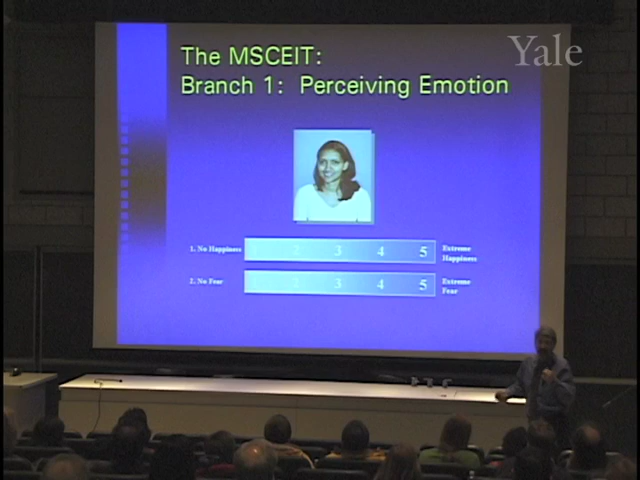 Yale
The MSCEIT:
Branch 1: Perceiving Emotion
1. No Happiness 1 2 3 4 5 Extreme Happiness
2. No Fear 1 2 3 4 5 Extreme Fear